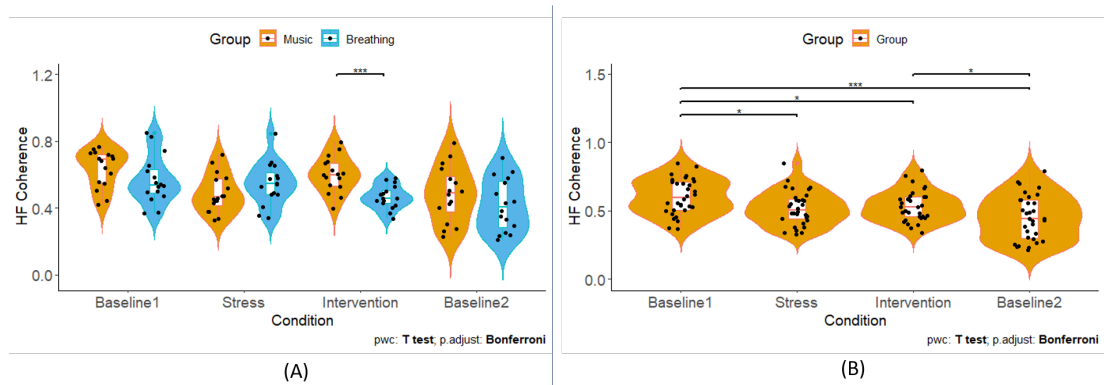 Group Music Breathing
***
1.2
0.8
0.4
0.0
HF Coherence
Baseline1 Stress Intervention Baseline2
Condition
pwc: T test; p.adjust: Bonferroni
(A)
Group Group
1.5
1.0
0.5
0.0
HF Coherence
*
***
*
*
Baseline1 Stress Intervention Baseline2
Condition
pwc: T test; p.adjust: Bonferroni
(B)